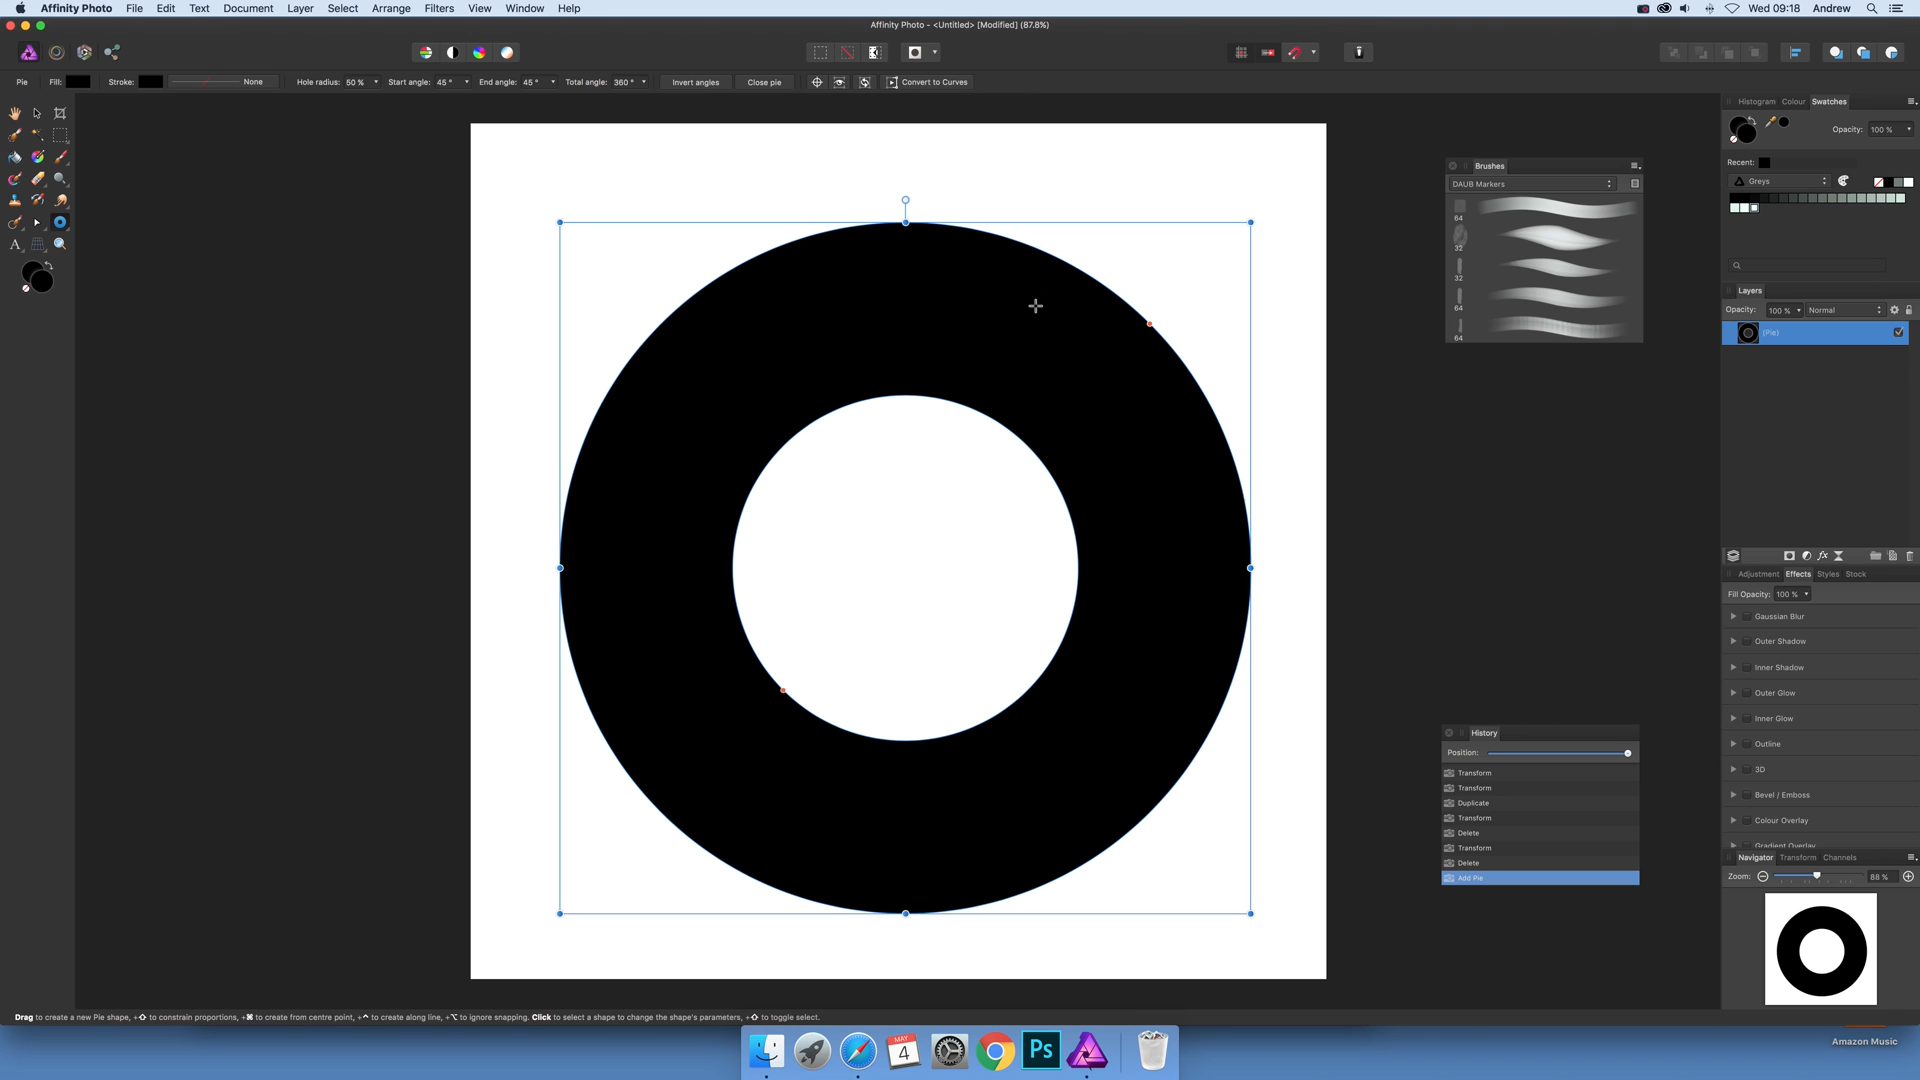 Affinity Photo File Edit Text Document Layer Select Arrange Filters View Window Help Wed 09:18 Andrew
Affinity Photo - <Untitled> [Modified] (87.8%)
Pie Fill: Stroke: None Hole radius: 50 % Start angle: 45 ° End angle: 45 ° Total angle: 360 ° Invert angles Close pie Convert to Curves
Histogram Colour Swatches
Opacity: 100 %
Recent:
Greys
Brushes
DAUB Markers
64
32
32
64
64
Layers
Opacity: 100 % Normal
(Pie)
Adjustment Effects Styles Stock
Fill Opacity: 100 %
Gaussian Blur
Outer Shadow
Inner Shadow
Outer Glow
Inner Glow
Outline
3D
Bevel / Emboss
Colour Overlay
Gradient Overlay
History
Position:
Transform
Transform
Duplicate
Transform
Delete
Transform
Delete
Add Pie
Navigator Transform Channels
Zoom: 88 %
Drag to create a new Pie shape, +⇧ to constrain proportions, +⌘ to create from centre point, +⌃ to create along line, +⌥ to ignore snapping. Click to select a shape to change the shape's parameters, +⇧ to toggle select.
MAY
4
Ps
Amazon Music